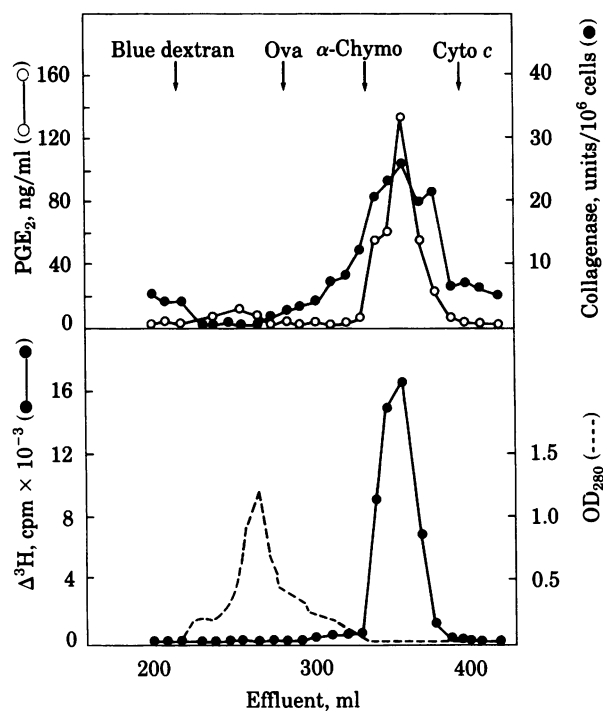 Blue dextran Ova α-Chymo Cyto c
PGE₂, ng/ml (○—○)
160
120
80
40
0
Collagenase, units/10⁶ cells (●)
40
30
20
10
Δ³H, cpm × 10⁻³ (●—●)
16
12
8
4
0
OD₂₈₀ (----)
1.5
1.0
0.5
200 300 400
Effluent, ml